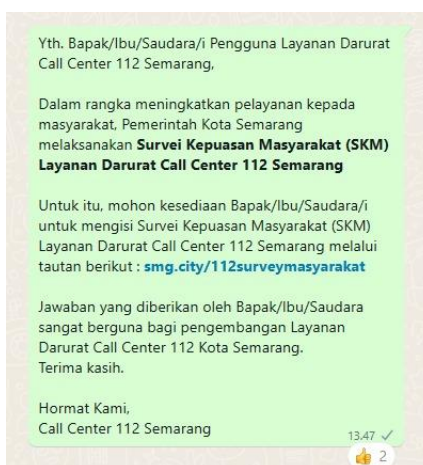 Yth. Bapak/Ibu/Saudara/i Pengguna Layanan Darurat
Call Center 112 Semarang,
Dalam rangka meningkatkan pelayanan kepada
masyarakat, Pemerintah Kota Semarang
melaksanakan Survei Kepuasan Masyarakat (SKM)
Layanan Darurat Call Center 112 Semarang
Untuk itu, mohon kesediaan Bapak/Ibu/Saudara/i
untuk mengisi Survei Kepuasan Masyarakat (SKM)
Layanan Darurat Call Center 112 Semarang melalui
tautan berikut : smg.city/112surveymasyarakat
Jawaban yang diberikan oleh Bapak/Ibu/Saudara
sangat berguna bagi pengembangan Layanan
Darurat Call Center 112 Kota Semarang.
Terima kasih.
Hormat Kami,
Call Center 112 Semarang
13.47
2